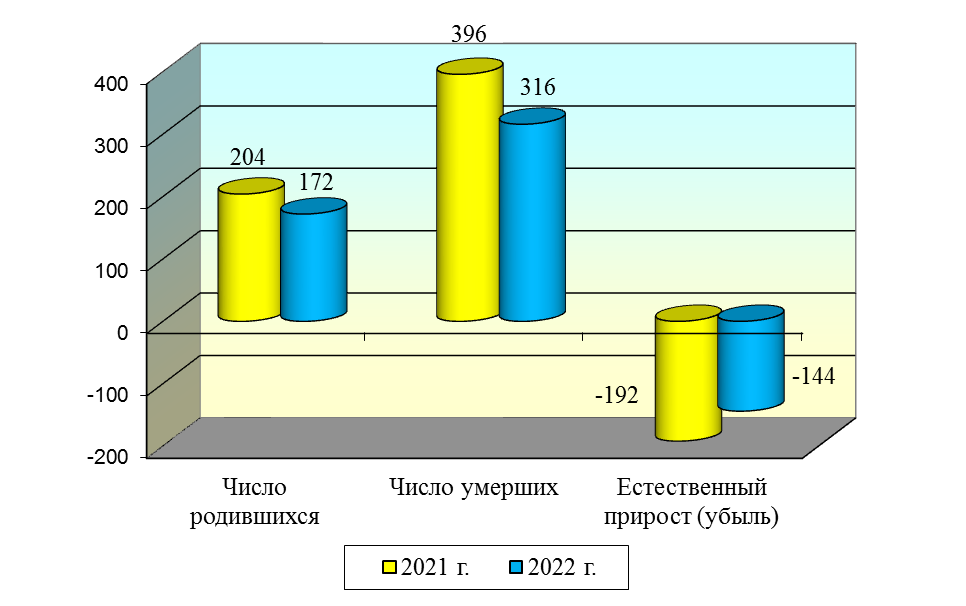 396
400
316
300
204
172
200
100
0
-100
-192
-144
-200
Число
родившихся
Число умерших
Естественный
прирост (убыль)
2021 г.
2022 г.